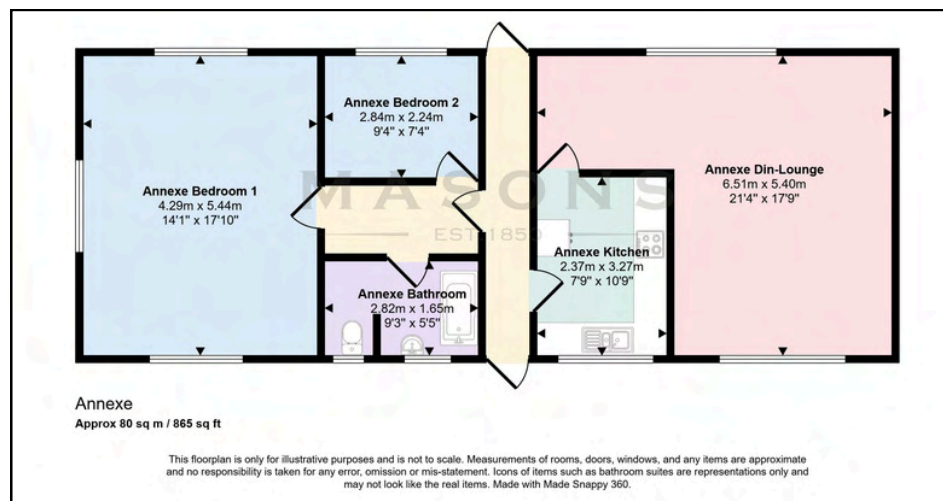 Annexe Bedroom 2
2.84m x 2.24m
9'4" x 7'4"
Annexe Bedroom 1
4.29m x 5.44m
14'1" x 17'10"
Annexe Din-Lounge
6.51m x 5.40m
21'4" x 17'9"
MASONS
EST 1850
Annexe Kitchen
2.37m x 3.27m
7'9" x 10'9"
Annexe Bathroom
2.82m x 1.65m
9'3" x 5'5"
Annexe
Approx 80 sq m / 865 sq ft
This floorplan is only for illustrative purposes and is not to scale. Measurements of rooms, doors, windows, and any items are approximate
and no responsibility is taken for any error, omission or mis-statement. Icons of items such as bathroom suites are representations only and
may not look like the real items. Made with Made Snappy 360.